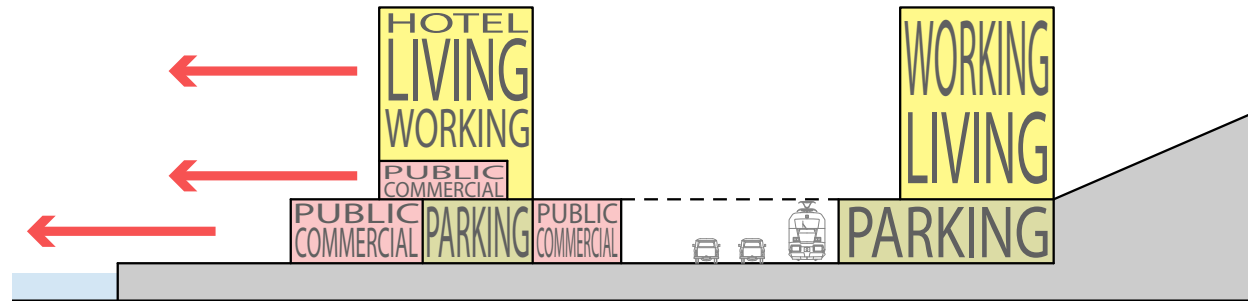 HOTEL
LIVING
WORKING
PUBLIC
COMMERCIAL
PUBLIC
COMMERCIAL
PARKING
PUBLIC
COMMERCIAL
WORKING
LIVING
PARKING